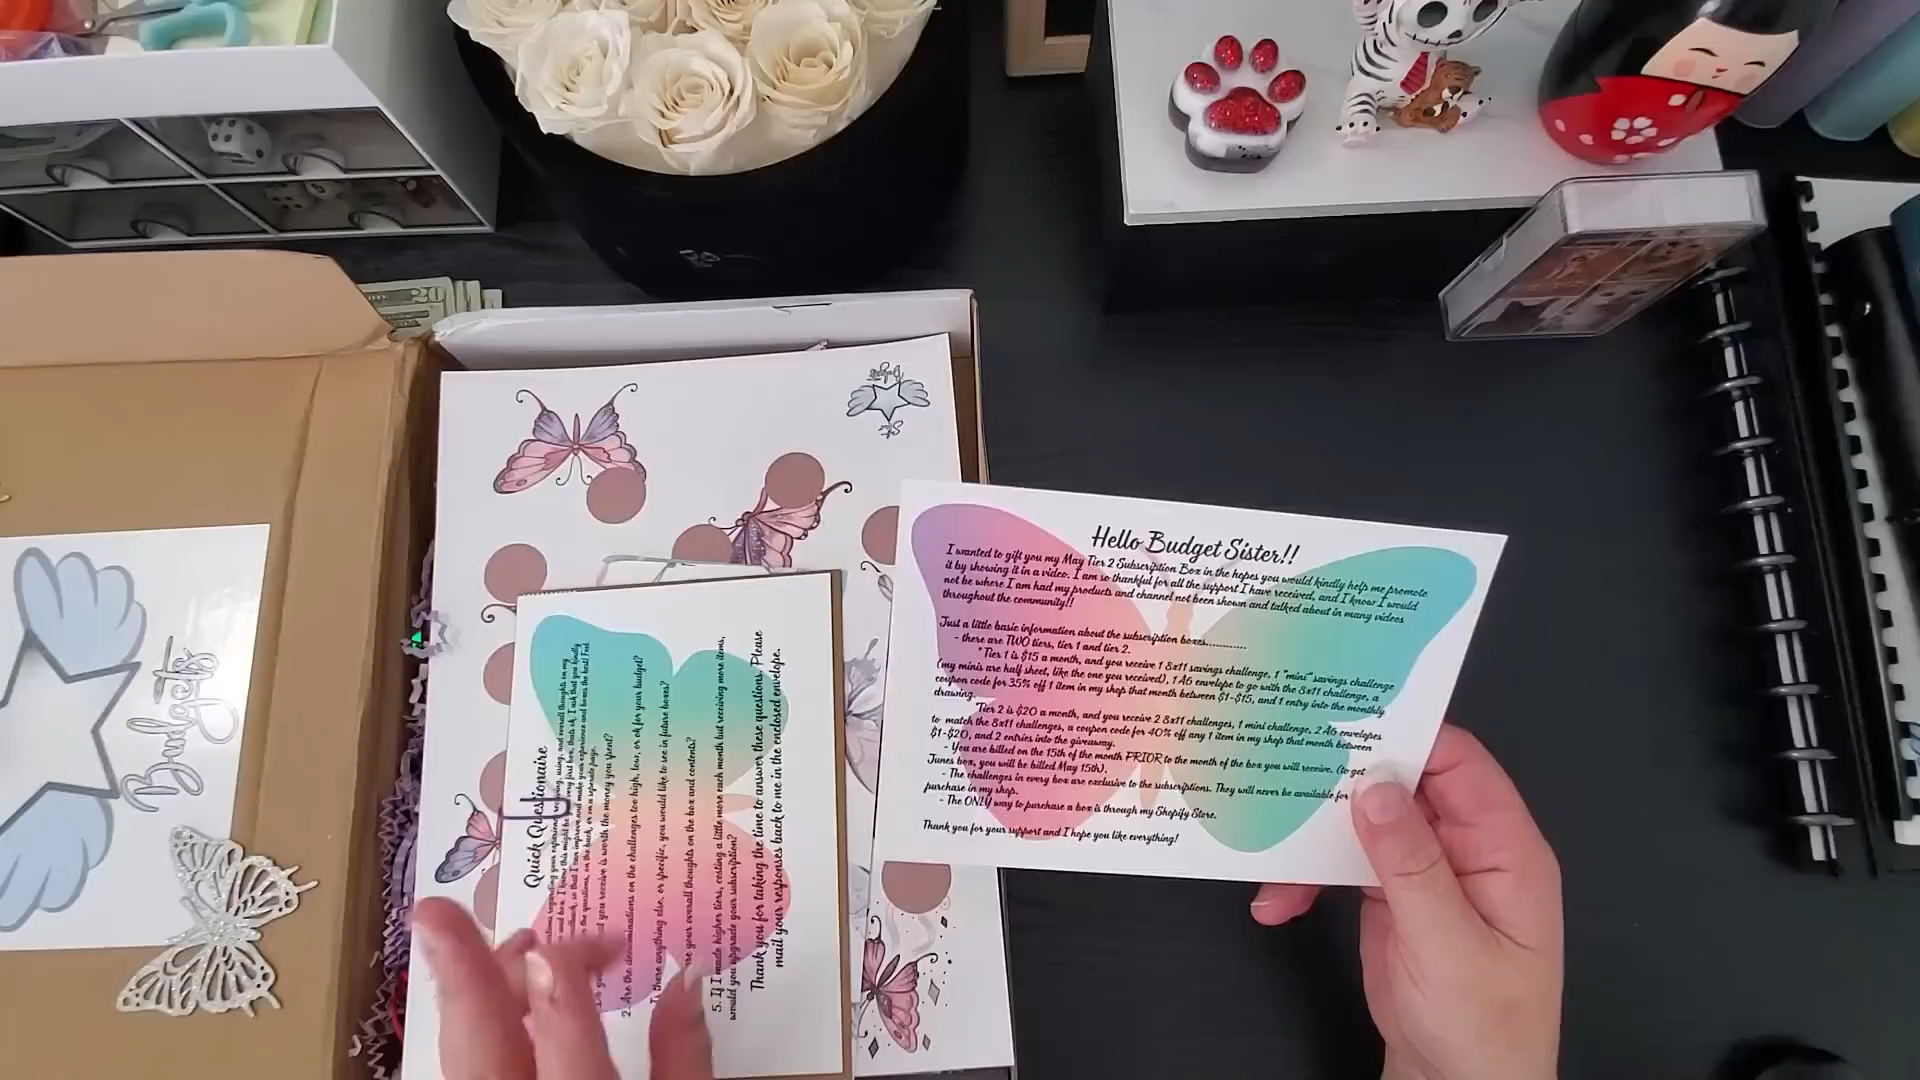 Hello Budget Sister!!
I wanted to gift you my May Tier 2 Subscription Box in the hopes you would kindly help me promote
it by showing it in a video. I am so thankful for all the support I have received, and I know I would
not be where I am had my products and channel not been shown and talked about in many videos
throughout the community!!
Just a little basic information about the subscription boxes............
- there are TWO tiers, tier 1 and tier 2.
*Tier 1 is $15 a month, and you receive 1 8x11 savings challenge, 1 "mini" savings challenge
(my minis are half sheet, like the one you received), 1 A6 envelope to go with the 8x11 challenge, a
coupon code for 35% off 1 item in my shop that month between $1-$15, and 1 entry into the monthly
drawing.
Tier 2 is $20 a month, and you receive 2 8x11 challenges, 1 mini challenge, 2 A6 envelopes
to match the 8x11 challenges, a coupon code for 40% off any 1 item in my shop that month between
$1-$20, and 2 entries into the giveaway.
- You are billed on the 15th of the month PRIOR to the month of the box you will receive. (to get
Junes box, you will be billed May 15th).
- The challenges in every box are exclusive to the subscriptions. They will never be available for
purchase in my shop.
- The ONLY way to purchase a box is through my Shopify Store.
Thank you for your support and I hope you like everything!
Quick Questionaire
you receive is worth the money you spent?
2. Are the denominations on the challenges too high, low, or ok for your budget?
Is there anything else, or specific, you would like to see in future boxes?
your overall thoughts on the box and contents?
5. If I made higher tiers, costing a little more each month but receiving more items,
would you upgrade your subscription?
Thank you for taking the time to answer these questions. Please
mail your responses back to me in the enclosed envelope.
Budgets
Star
Budgets
20